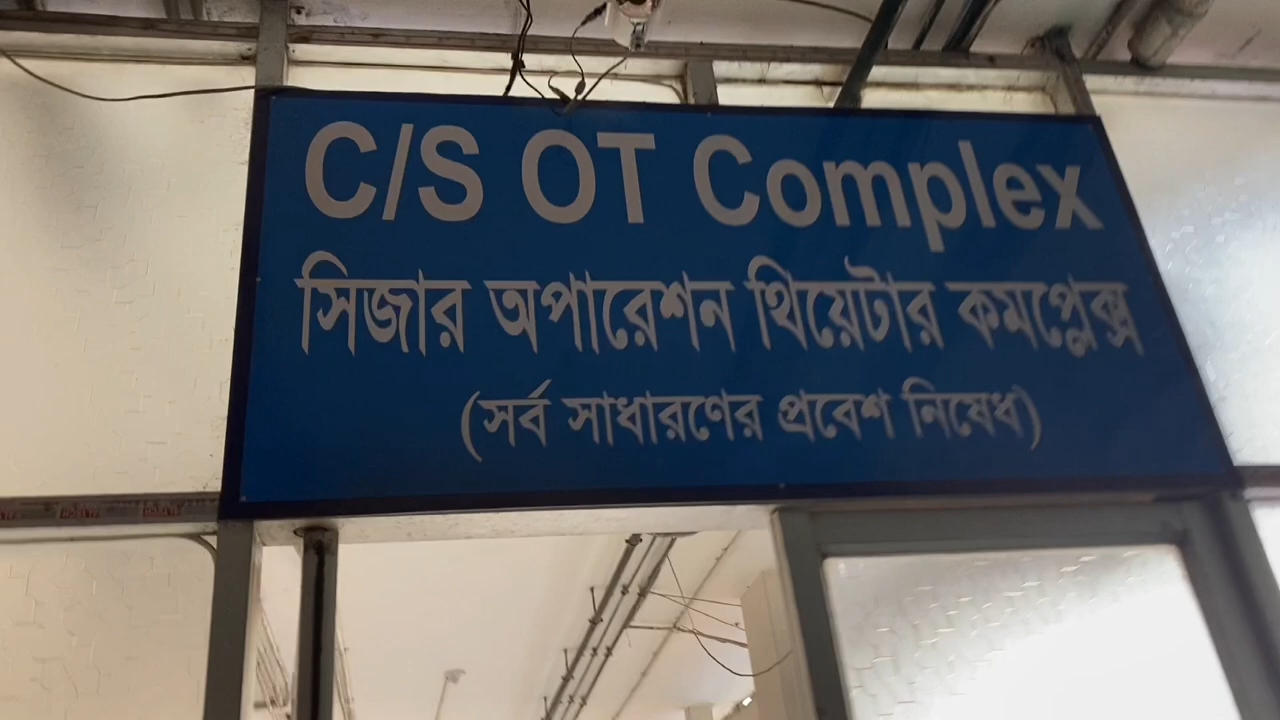 C/S OT Complex
সিজার অপারেশন থিয়েটার কমপ্লেক্স
(সর্ব সাধারণের প্রবেশ নিষেধ)